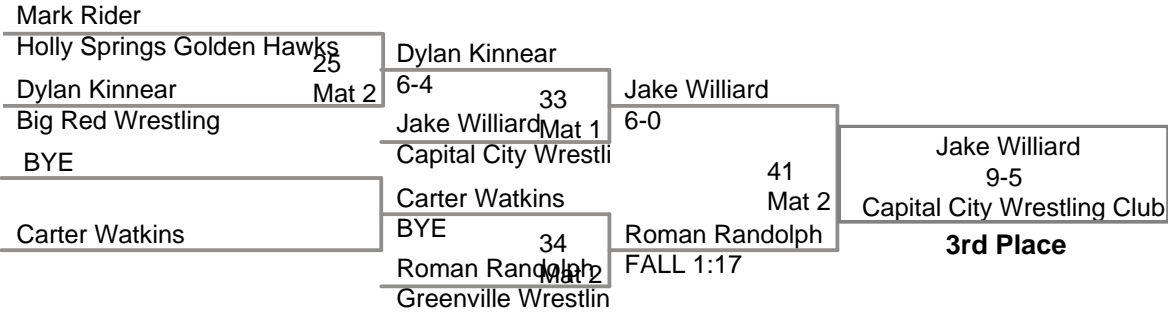 Mark Rider
Holly Springs Golden Hawks
25
Mat 2
Dylan Kinnear
Big Red Wrestling
BYE
Carter Watkins
Dylan Kinnear
6-4
33
Mat 1
Jake Williard
Capital City Wrestli
Carter Watkins
BYE
34
Mat 2
Roman Randolph
Greenville Wrestlin
Jake Williard
6-0
41
Mat 2
Roman Randolph
FALL 1:17
Jake Williard
9-5
Capital City Wrestling Club
3rd Place